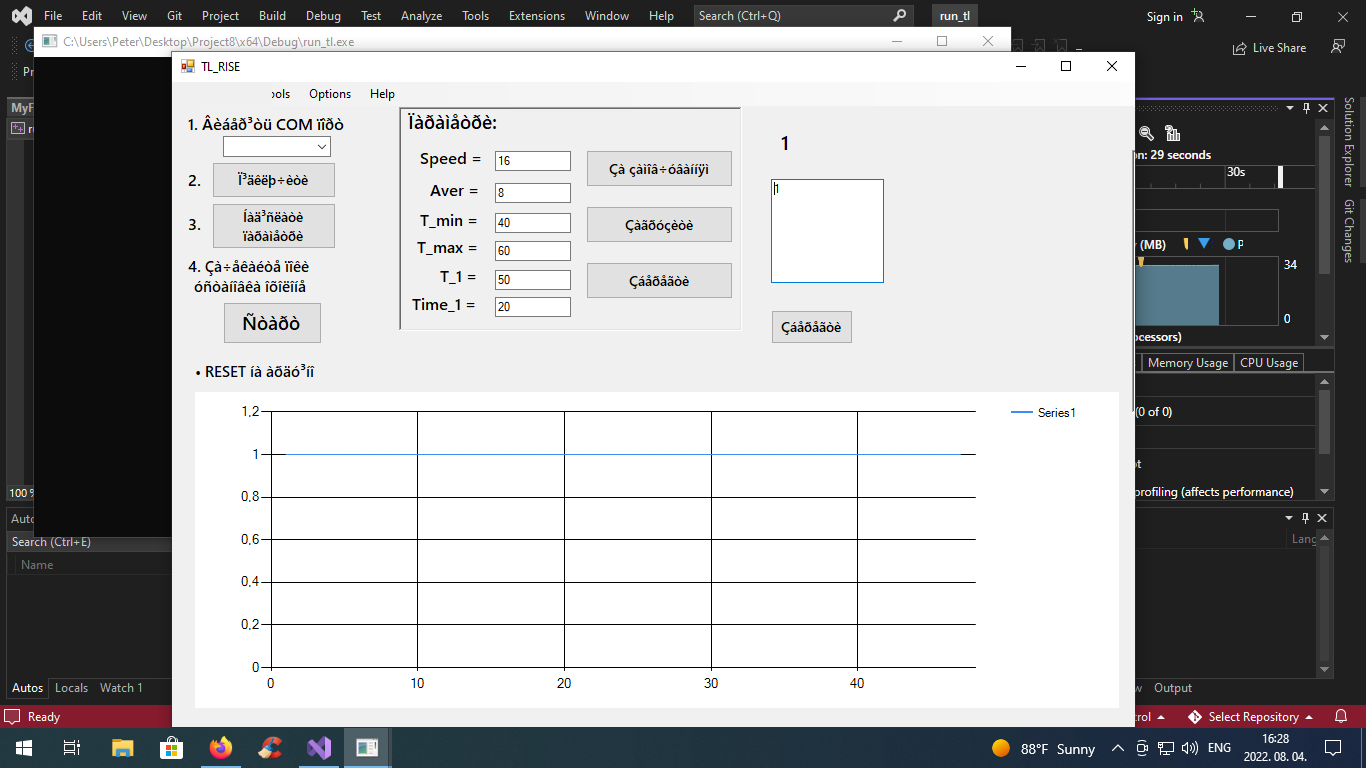 File Edit View Git Project Build Debug Test Analyze Tools Extensions Window Help Search (Ctrl+Q) run_tl Sign in
C:\Users\Peter\Desktop\Project8\x64\Debug\run_tl.exe
Live Share
TL_RISE
ools Options Help
1. Âèáåð³òü COM ïîðò
2. Ï³äêëþ÷èòè
3. Íàä³ñëàòè
ïàðàìåòðè
4. Çà÷åêàéòå ïîêè
óñòàíîâêà îõîëîíå
Ñòàðò
• RESET íà àðäó³íî
Ïàðàìåòðè:
Speed = 16
Aver = 8
T_min = 40
T_max = 60
T_1 = 50
Time_1 = 20
Çà çàìîâ÷óâàííÿì
Çàãðóçèòè
Çáåðåãòè
1
1
Çáåðåãòè
1,2
1
0,8
0,6
0,4
0,2
0
0 10 20 30 40
Series1
on: 29 seconds
30s
(MB)
34
0
ocessors)
Memory Usage CPU Usage
(0 of 0)
profiling (affects performance)
Solution Explorer
Git Changes
MyF
100 %
Auto
Search (Ctrl+E)
Name
Lang
Autos Locals Watch 1
Output
Ready
Select Repository
88°F Sunny
ENG
16:28
2022. 08. 04.